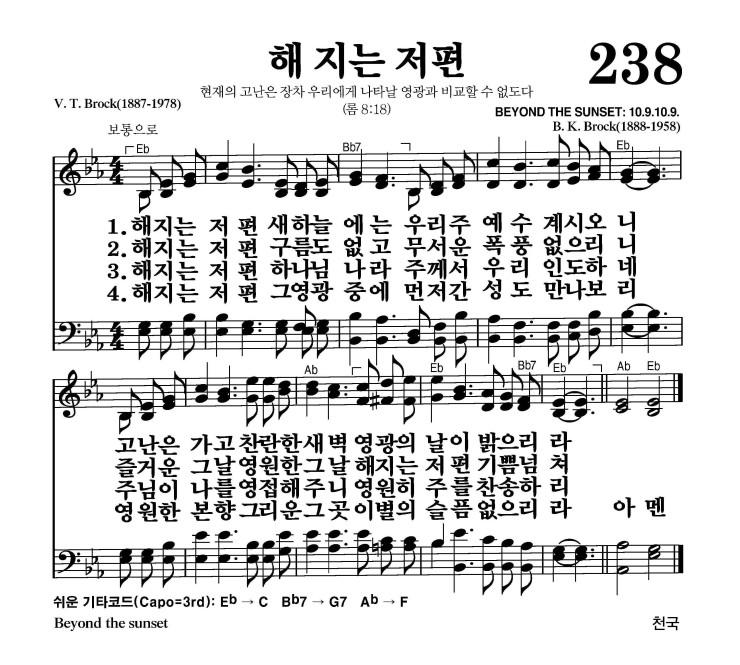 해 지는 저편
238
현재의 고난은 장차 우리에게 나타날 영광과 비교할 수 없도다
(롬 8:18)
V. T. Brock(1887-1978)
BEYOND THE SUNSET: 10.9.10.9.
B. K. Brock(1888-1958)
보통으로
Eb Bb7 Eb
4 4
1. 해지는 저 편 새하늘 에는 우리주 예 수 계시오 니
2. 해지는 저 편 구름도 없고 무서운 폭 풍 없으리 니
3. 해지는 저 편 하나님 나라 주께서 우 리 인도하 네
4. 해지는 저 편 그영광 중에 먼저간 성 도 만나보 리
4 4
Ab Eb Bb7 Eb Ab Eb
고난은 가고 찬란한새벽 영광의 날이 밝으리 라
즐거운 그날 영원한그날 해지는 저편 기쁨넘 쳐
주님이 나를 영접해주니 영원히 주를 찬송하 리
영원한 본향 그리운그곳 이별의 슬픔 없으리 라 아 멘
쉬운 기타코드(Capo=3rd): Eb → C Bb7 → G7 Ab → F
Beyond the sunset
천국